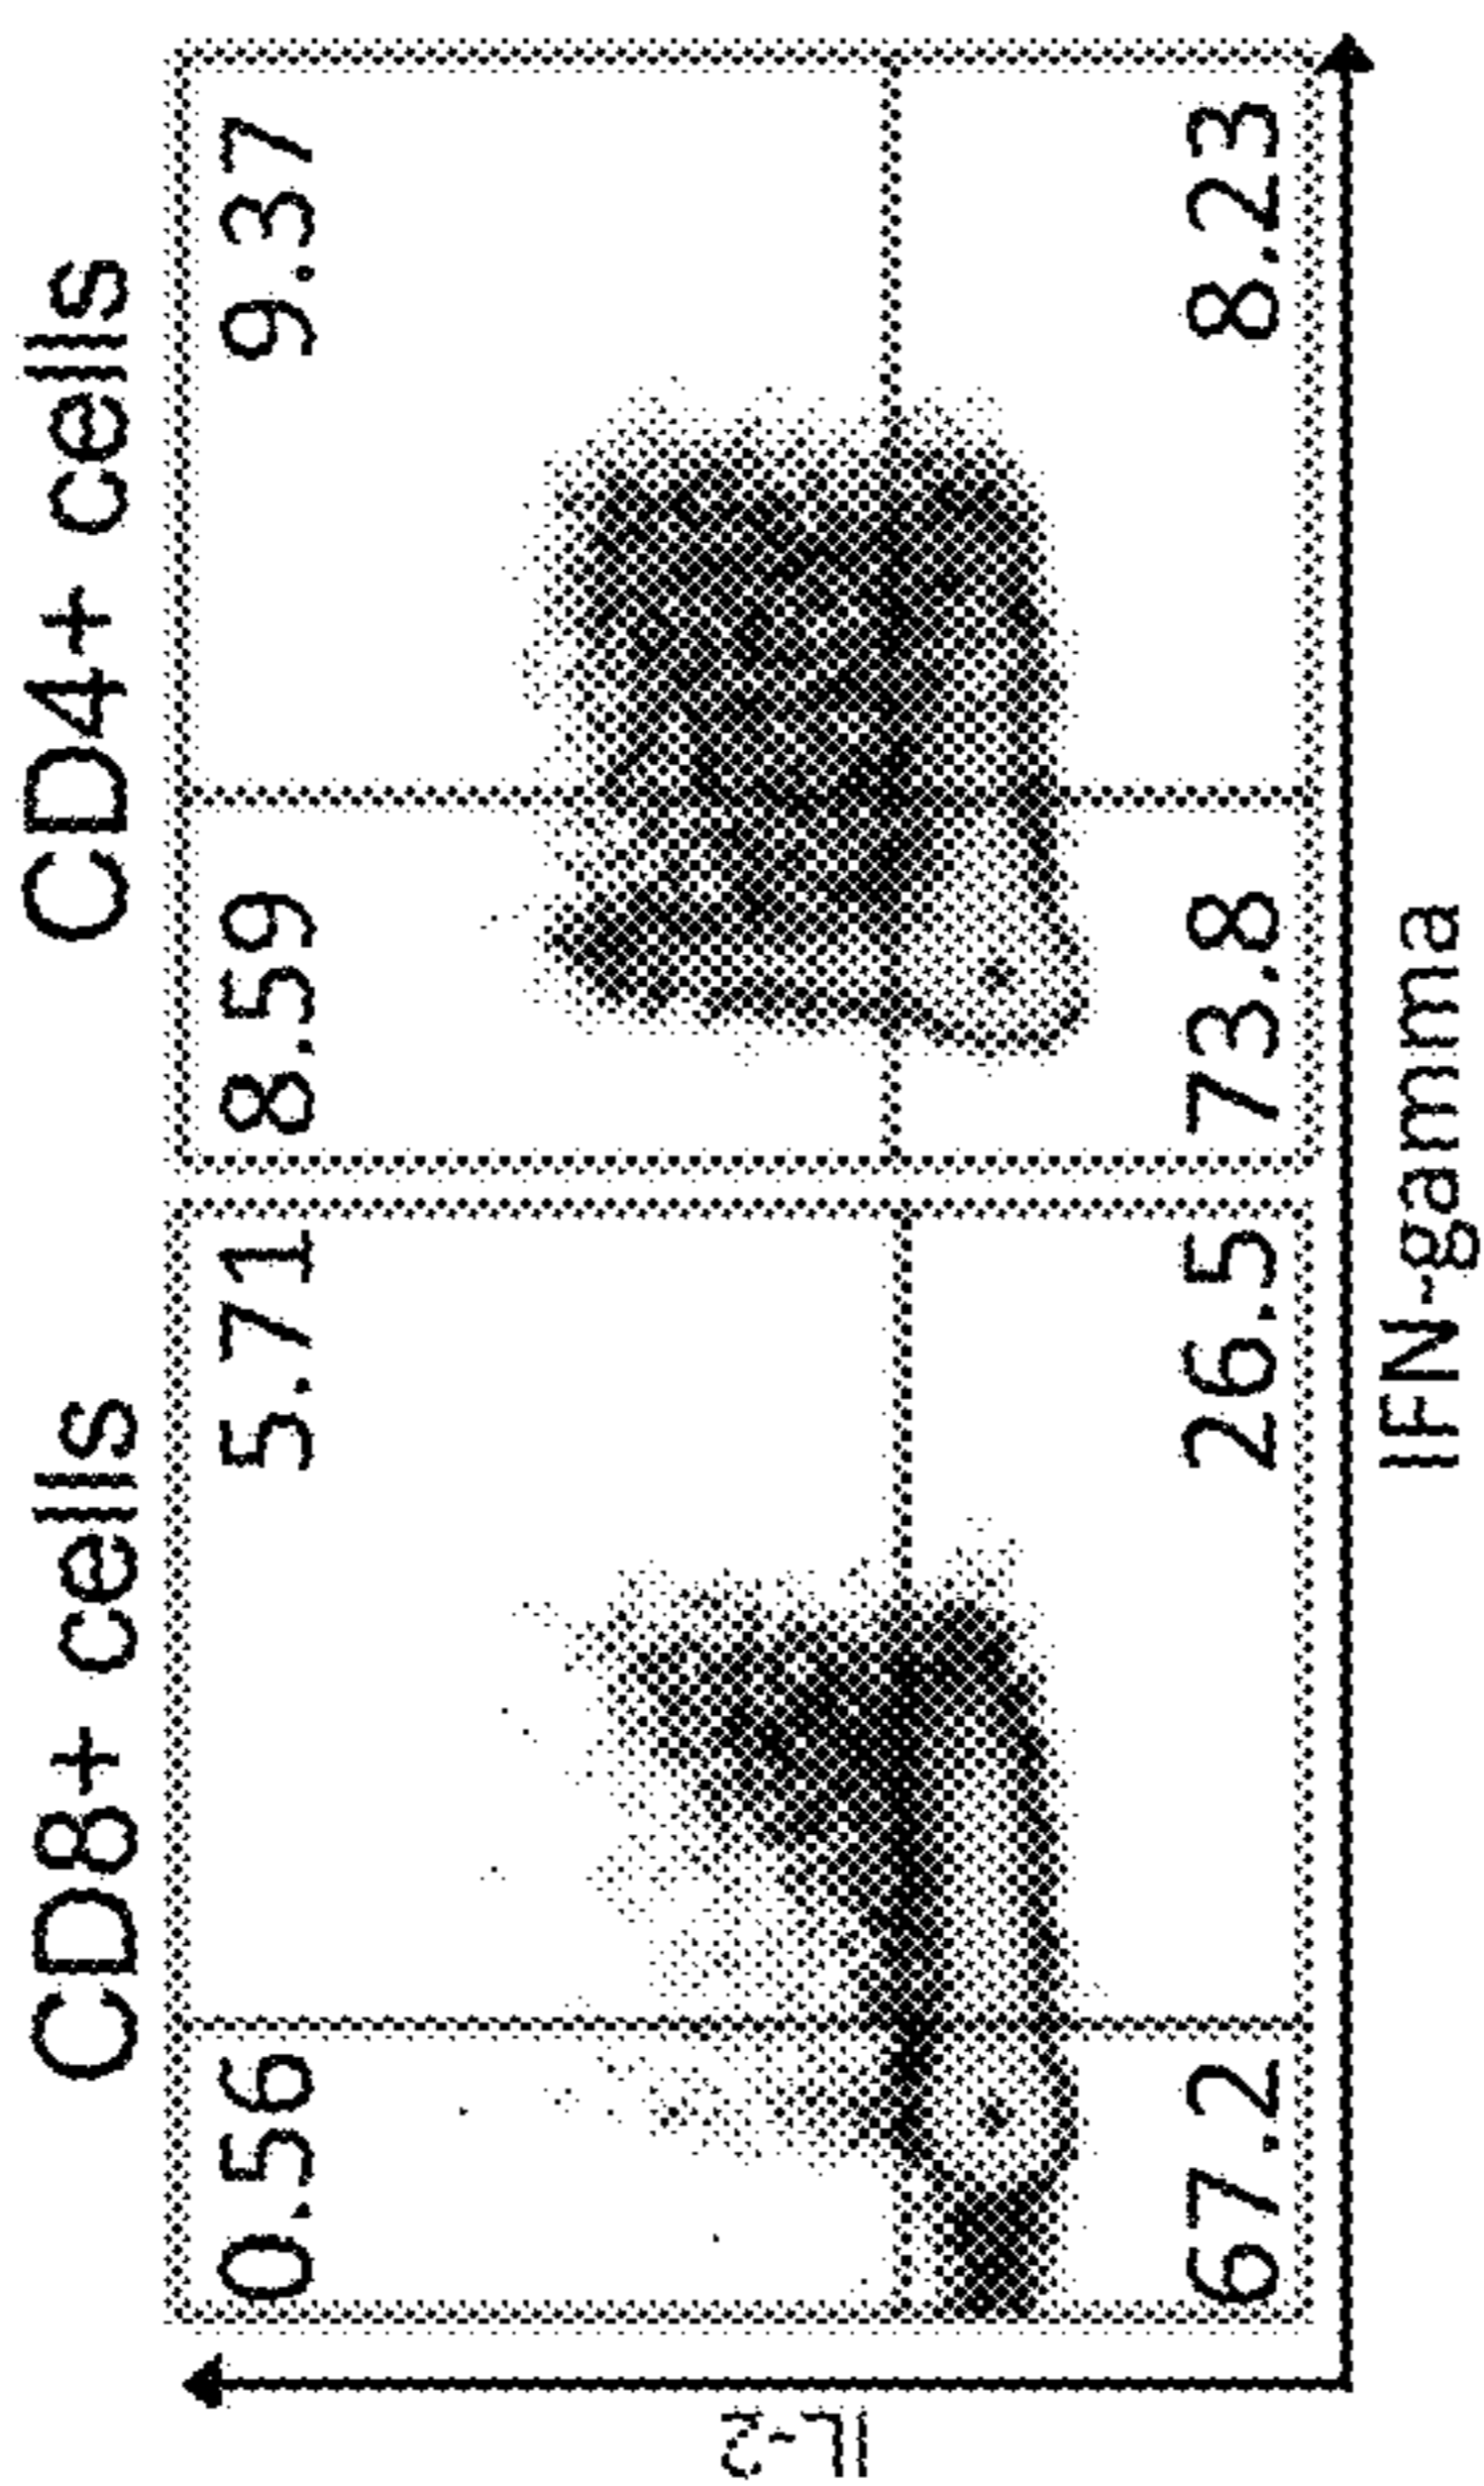 CD8+ cells
CD4+ cells
0.56
5.71
8.59
9.37
67.2
26.5
73.8
8.23
IL-2
IFN-gamma